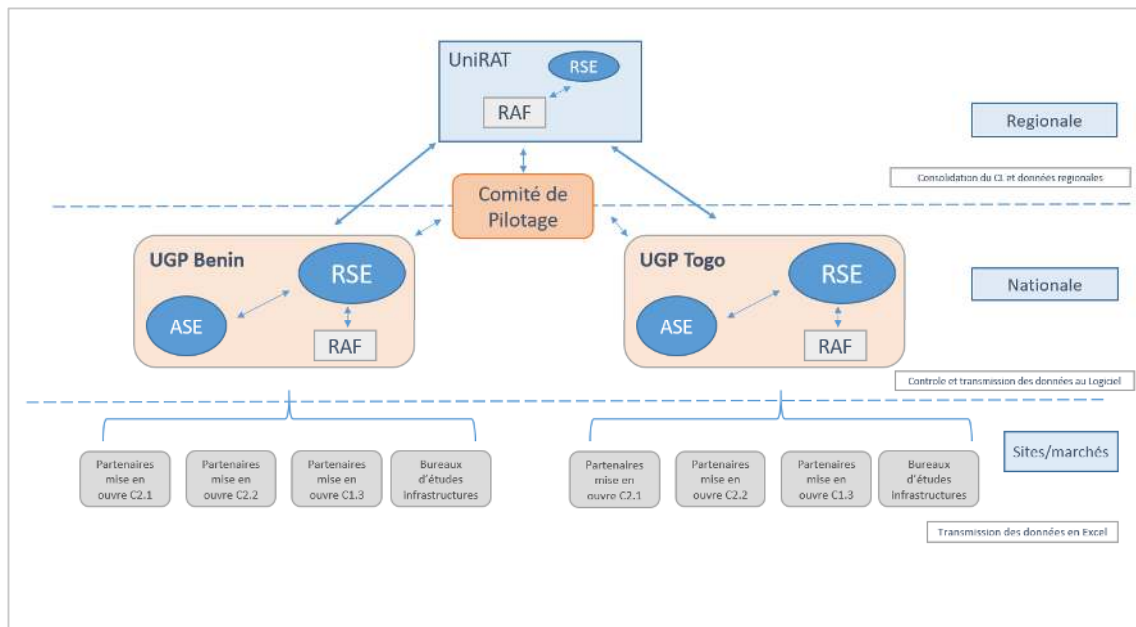 UniRAT
RSE
RAF
Regionale
Consolidation du CL et données regionales
Comité de
Pilotage
UGP Benin
RSE
ASE
RAF
UGP Togo
RSE
ASE
RAF
Nationale
Controle et transmission des données au Logiciel
Partenaires
mise en
ouvre C2.1
Partenaires
mise en
ouvre C2.2
Partenaires
mise en
ouvre C1.3
Bureaux
d'études
Infrastructures
Partenaires
mise en
ouvre C2.1
Partenaires
mise en
ouvre C2.2
Partenaires
mise en
ouvre C1.3
Bureaux
d'études
Infrastructures
Sites/marchés
Transmission des données en Excel